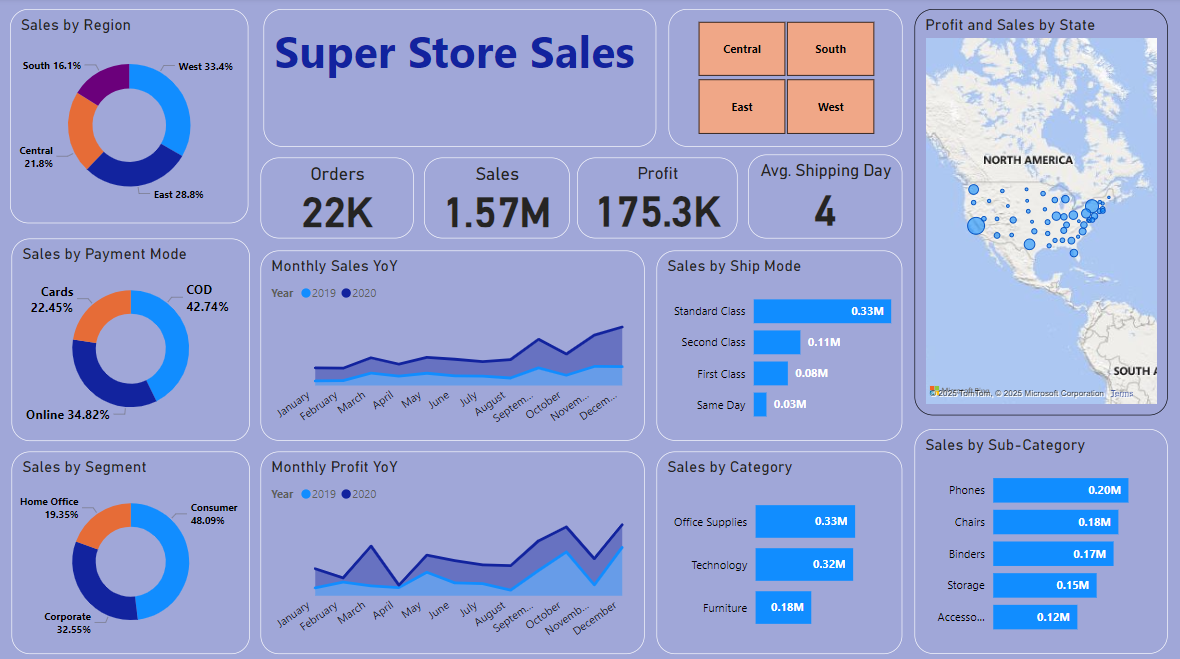 Sales by Region
South 16.1%
West 33.4%
Central
21.8%
East 28.8%
Super Store Sales
Central
South
East
West
Profit and Sales by State
NORTH AMERICA
SOUTH A
© 2025 TomTom, © 2025 Microsoft Corporation Terms
Orders
22K
Sales
1.57M
Profit
175.3K
Avg. Shipping Day
4
Sales by Payment Mode
Cards
22.45%
COD
42.74%
Online 34.82%
Monthly Sales YoY
Year 2019 2020
January
February
March
April
May
June
July
August
Septem...
October
Novem...
Decem...
Sales by Ship Mode
Standard Class 0.33M
Second Class 0.11M
First Class 0.08M
Same Day 0.03M
Sales by Segment
Home Office
19.35%
Consumer
48.09%
Corporate
32.55%
Monthly Profit YoY
Year 2019 2020
January
February
March
April
May
June
July
August
Septem...
October
Novemb...
December
Sales by Category
Office Supplies 0.33M
Technology 0.32M
Furniture 0.18M
Sales by Sub-Category
Phones 0.20M
Chairs 0.18M
Binders 0.17M
Storage 0.15M
Accesso... 0.12M